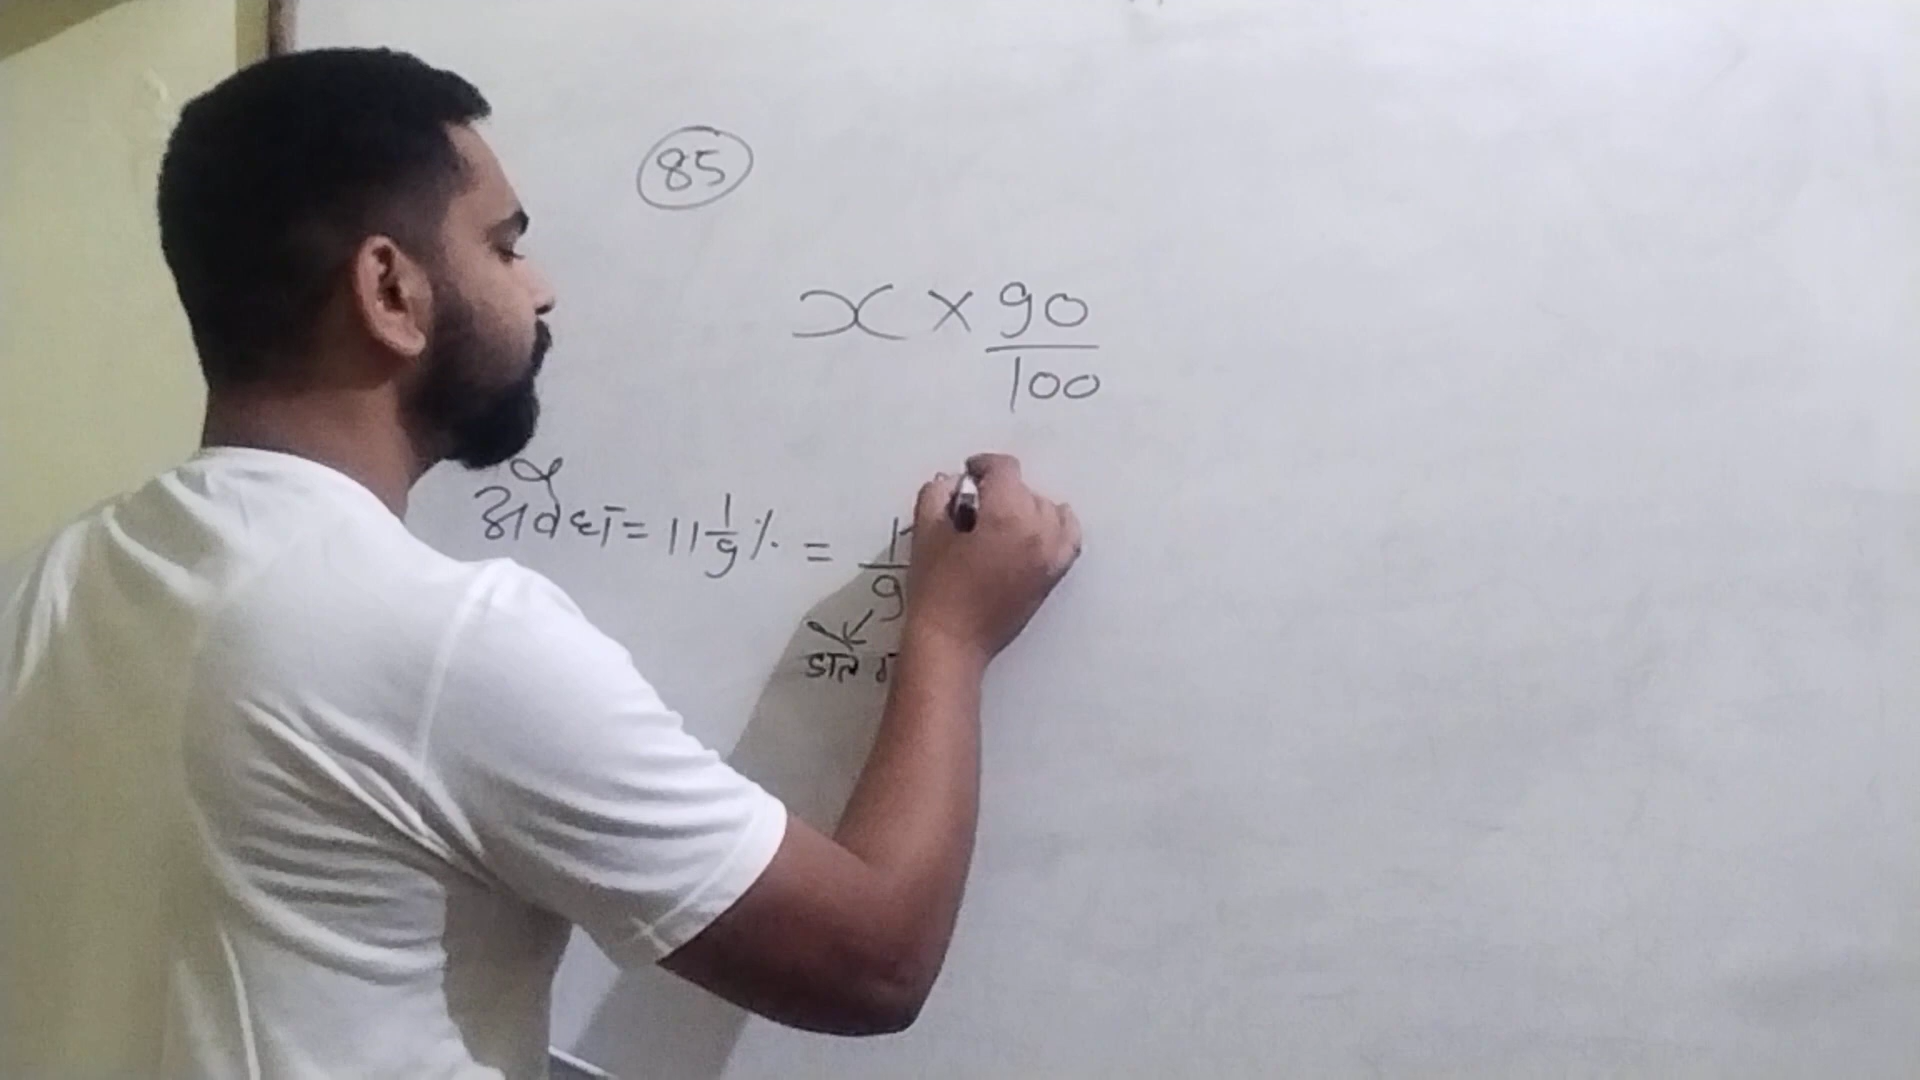 85
x × 90/100
अवैध = 11 1/9 % = 1/9
डाल